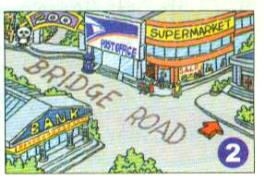 ZOO
POST OFFICE
SUPERMARKET
BRIDGE ROAD
BANK
2